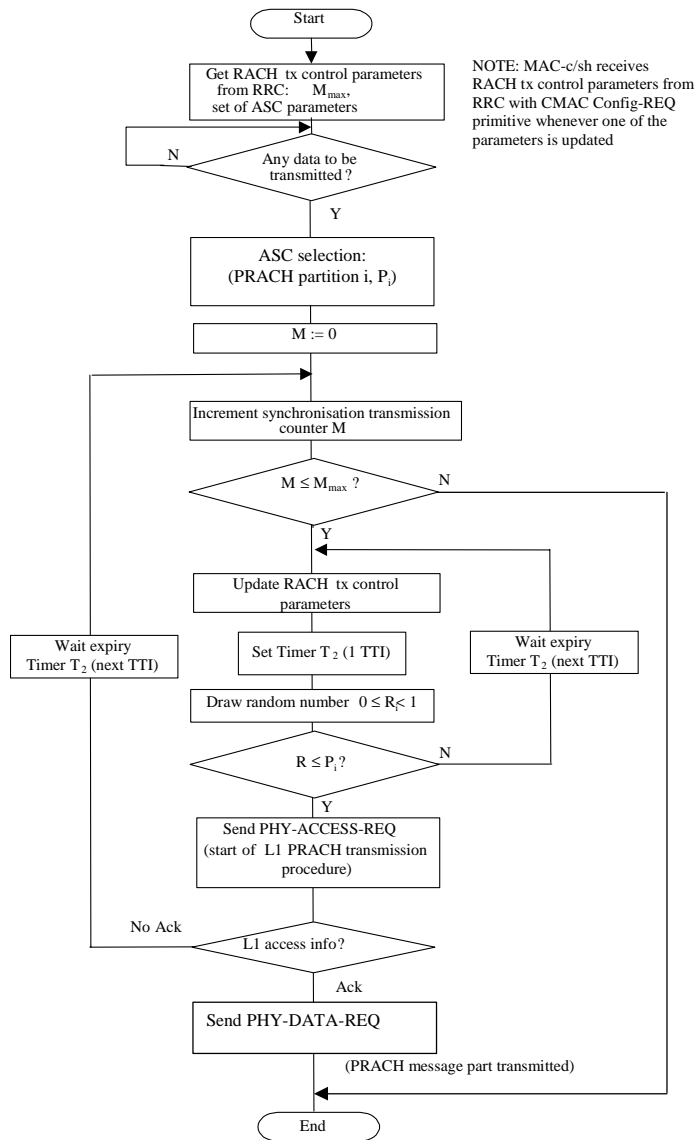 Start
Get RACH tx control parameters
from RRC: Mmax,
set of ASC parameters
NOTE: MAC-c/sh receives
RACH tx control parameters from
RRC with CMAC Config-REQ
primitive whenever one of the
parameters is updated
N
Any data to be
transmitted ?
Y
ASC selection:
(PRACH partition i, Pi)
M := 0
Increment synchronisation transmission
counter M
M ≤ Mmax ?
N
Y
Update RACH tx control
parameters
Wait expiry
Timer T2 (next TTI)
Set Timer T2 (1 TTI)
Wait expiry
Timer T2 (next TTI)
Draw random number 0 ≤ Ri< 1
N
R ≤ Pi?
Y
Send PHY-ACCESS-REQ
(start of L1 PRACH transmission
procedure)
No Ack
L1 access info?
Ack
Send PHY-DATA-REQ
(PRACH message part transmitted)
End